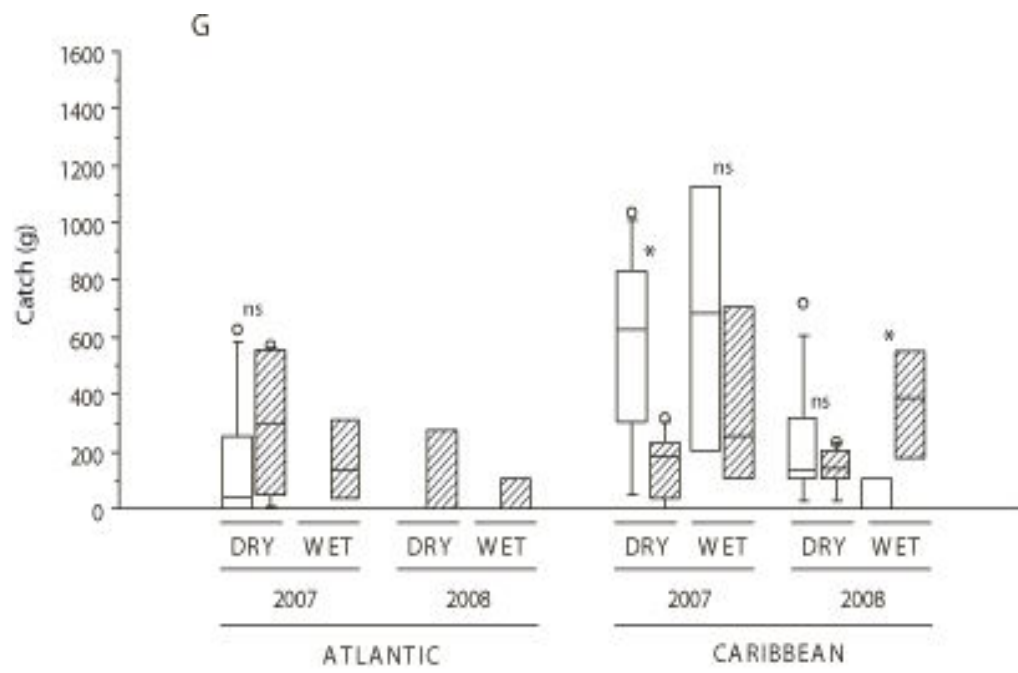 G
1600
1400
1200
1000
800
600
400
200
0
Catch (g)
ns
*
ns
ns
*
DRY WET DRY WET DRY WET DRY WET
2007 2008 2007 2008
ATLANTIC CARIBBEAN